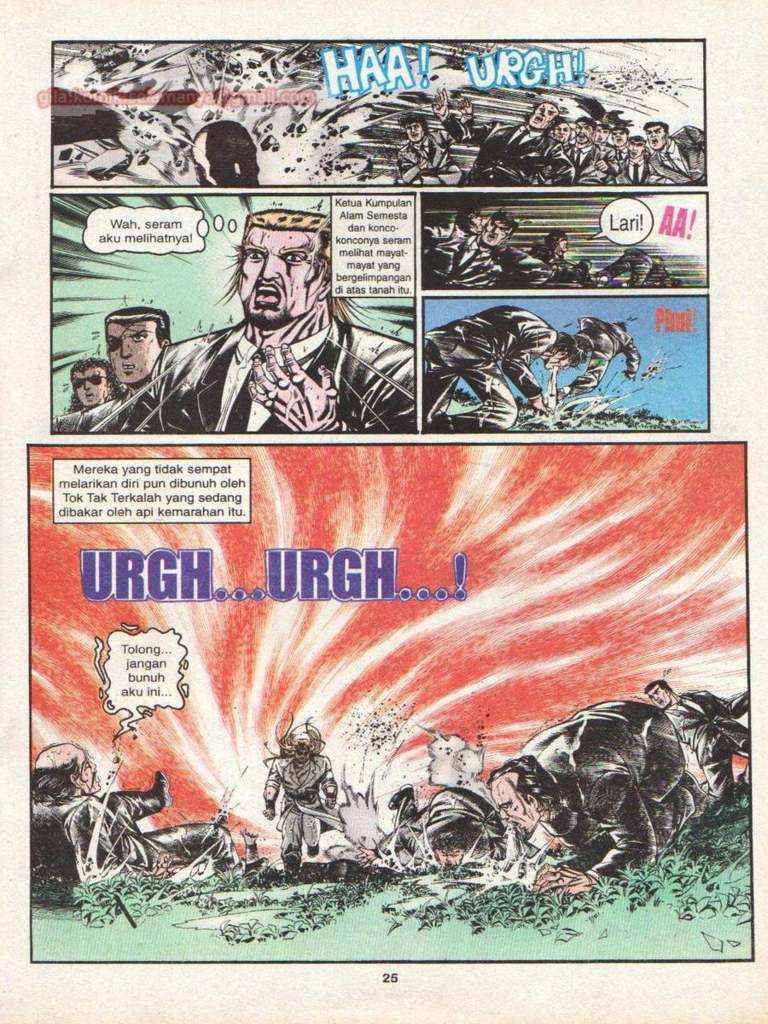 HAA! URGH!
Wah, seram
aku melihatnya!
Ketua Kumpulan
Alam Semesta
dan konco-
konconya seram
melihat mayat-
mayat yang
bergelimpangan
di atas tanah itu.
Lari!
AA!
Phui!
Mereka yang tidak sempat
melarikan diri pun dibunuh oleh
Tok Tak Terkalah yang sedang
dibakar oleh api kemarahan itu.
URGH...URGH...!
Tolong...
jangan
bunuh
aku ini...
25